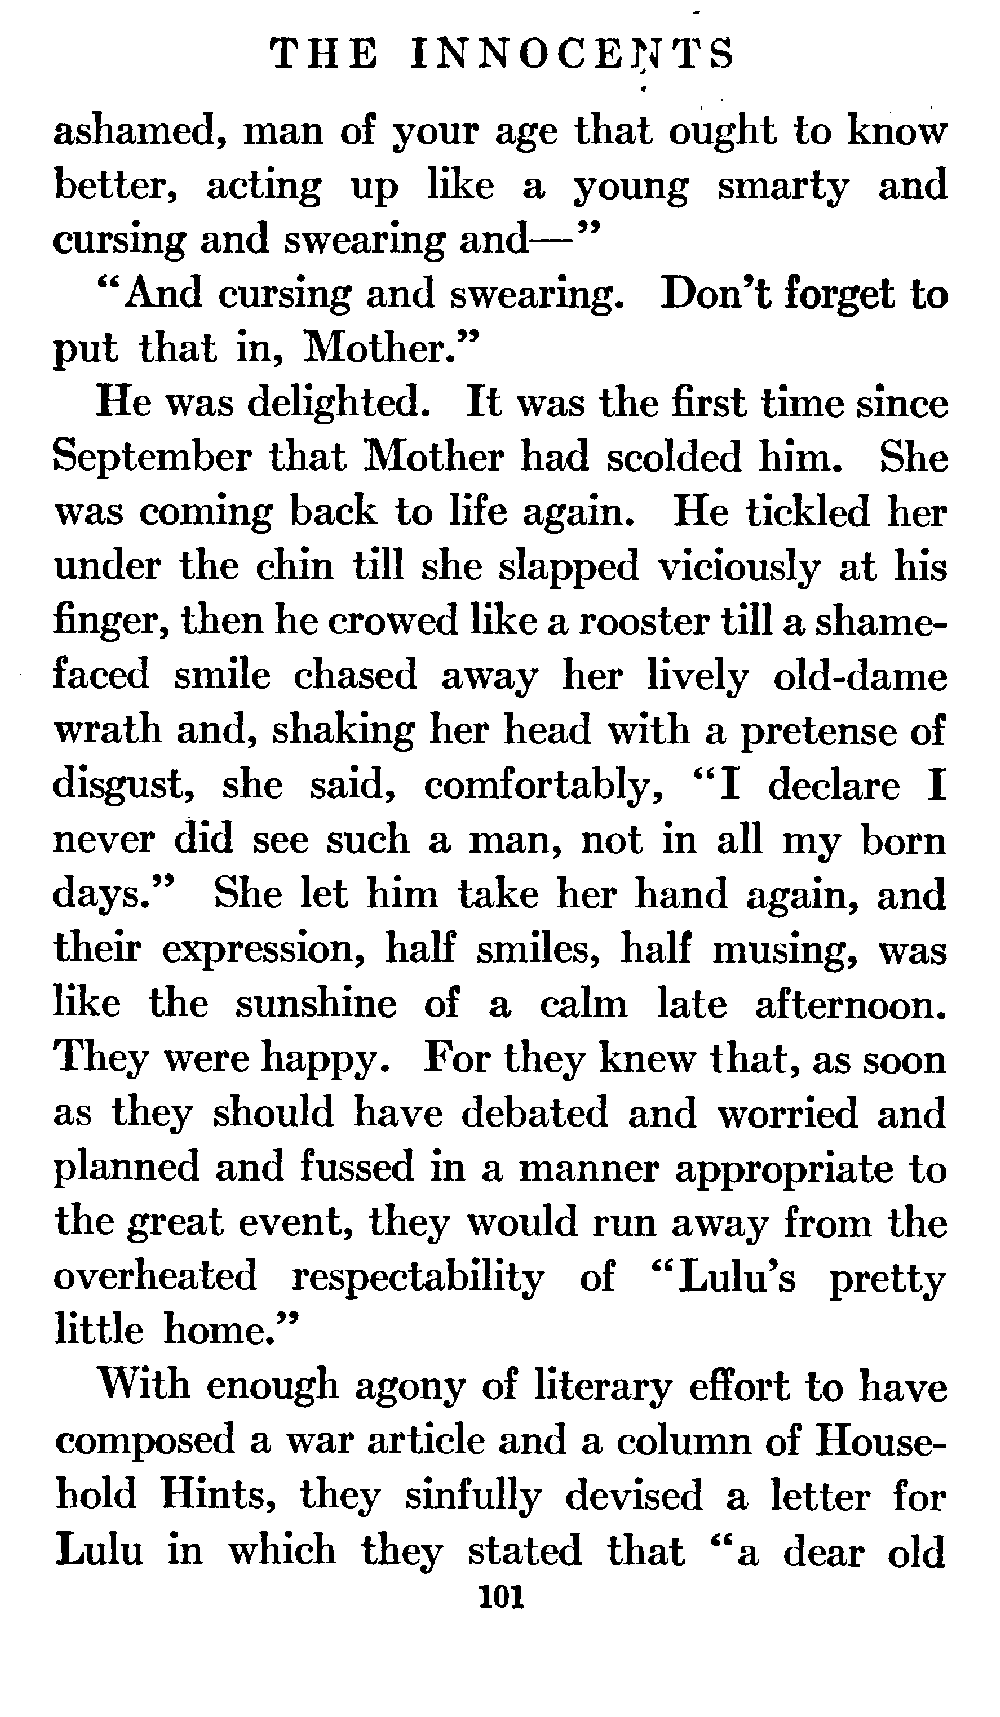 THE INNOCENTS
ashamed, man of your age that ought to know
better, acting up like a young smarty and
cursing and swearing and—”
“And cursing and swearing. Don’t forget to
put that in, Mother.”
He was delighted. It was the first time since
September that Mother had scolded him. She
was coming back to life again. He tickled her
under the chin till she slapped viciously at his
finger, then he crowed like a rooster till a shame-
faced smile chased away her lively old-dame
wrath and, shaking her head with a pretense of
disgust, she said, comfortably, “I declare I
never did see such a man, not in all my born
days.” She let him take her hand again, and
their expression, half smiles, half musing, was
like the sunshine of a calm late afternoon.
They were happy. For they knew that, as soon
as they should have debated and worried and
planned and fussed in a manner appropriate to
the great event, they would run away from the
overheated respectability of “Lulu’s pretty
little home.”
With enough agony of literary effort to have
composed a war article and a column of House-
hold Hints, they sinfully devised a letter for
Lulu in which they stated that “a dear old
101